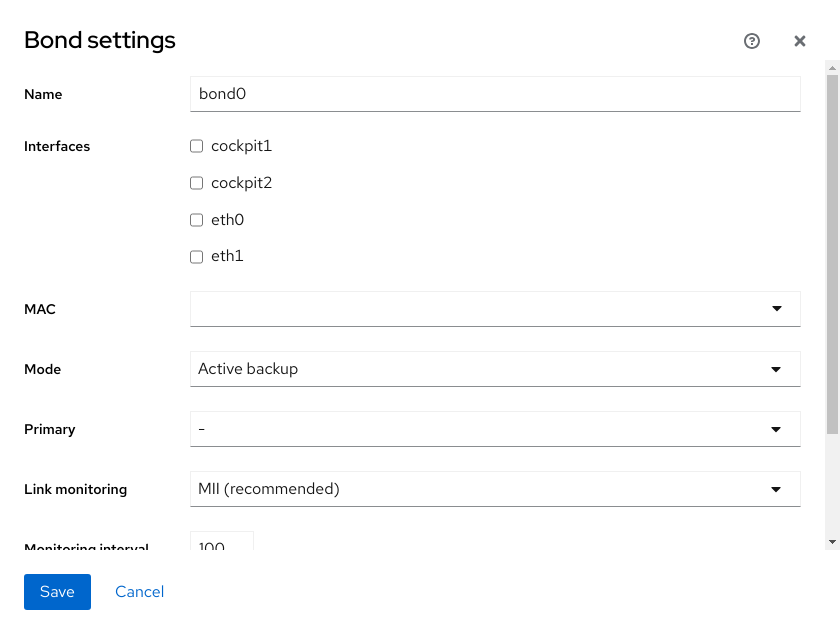 Bond settings
Name bond0
Interfaces cockpit1
cockpit2
eth0
eth1
MAC
Mode Active backup
Primary -
Link monitoring MII (recommended)
Monitoring interval 100
Save Cancel